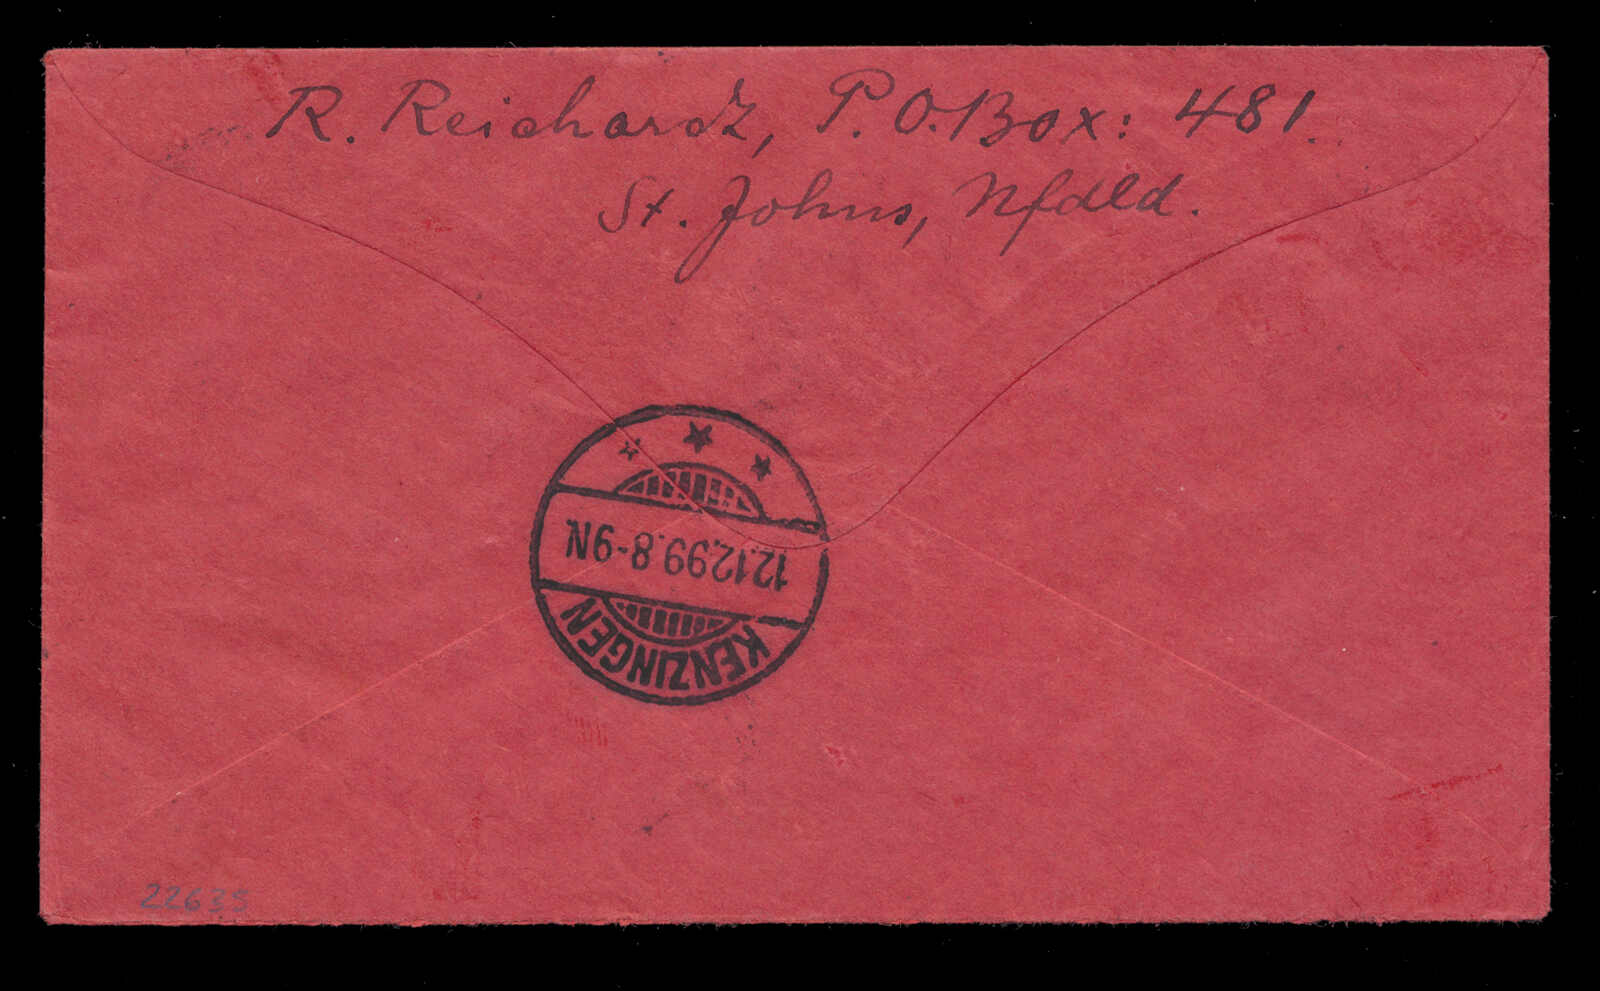 R. Reichardt, P.O. Box: 481.
St. Johns, Nfdld.
12.12.99.8-9N.
KENZINGEN
22635